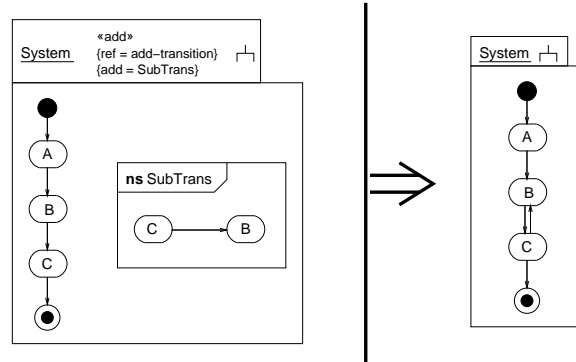 System
«add»
{ref = add-transition}
{add = SubTrans}
A
B
C
ns SubTrans
C
B
System
A
B
C